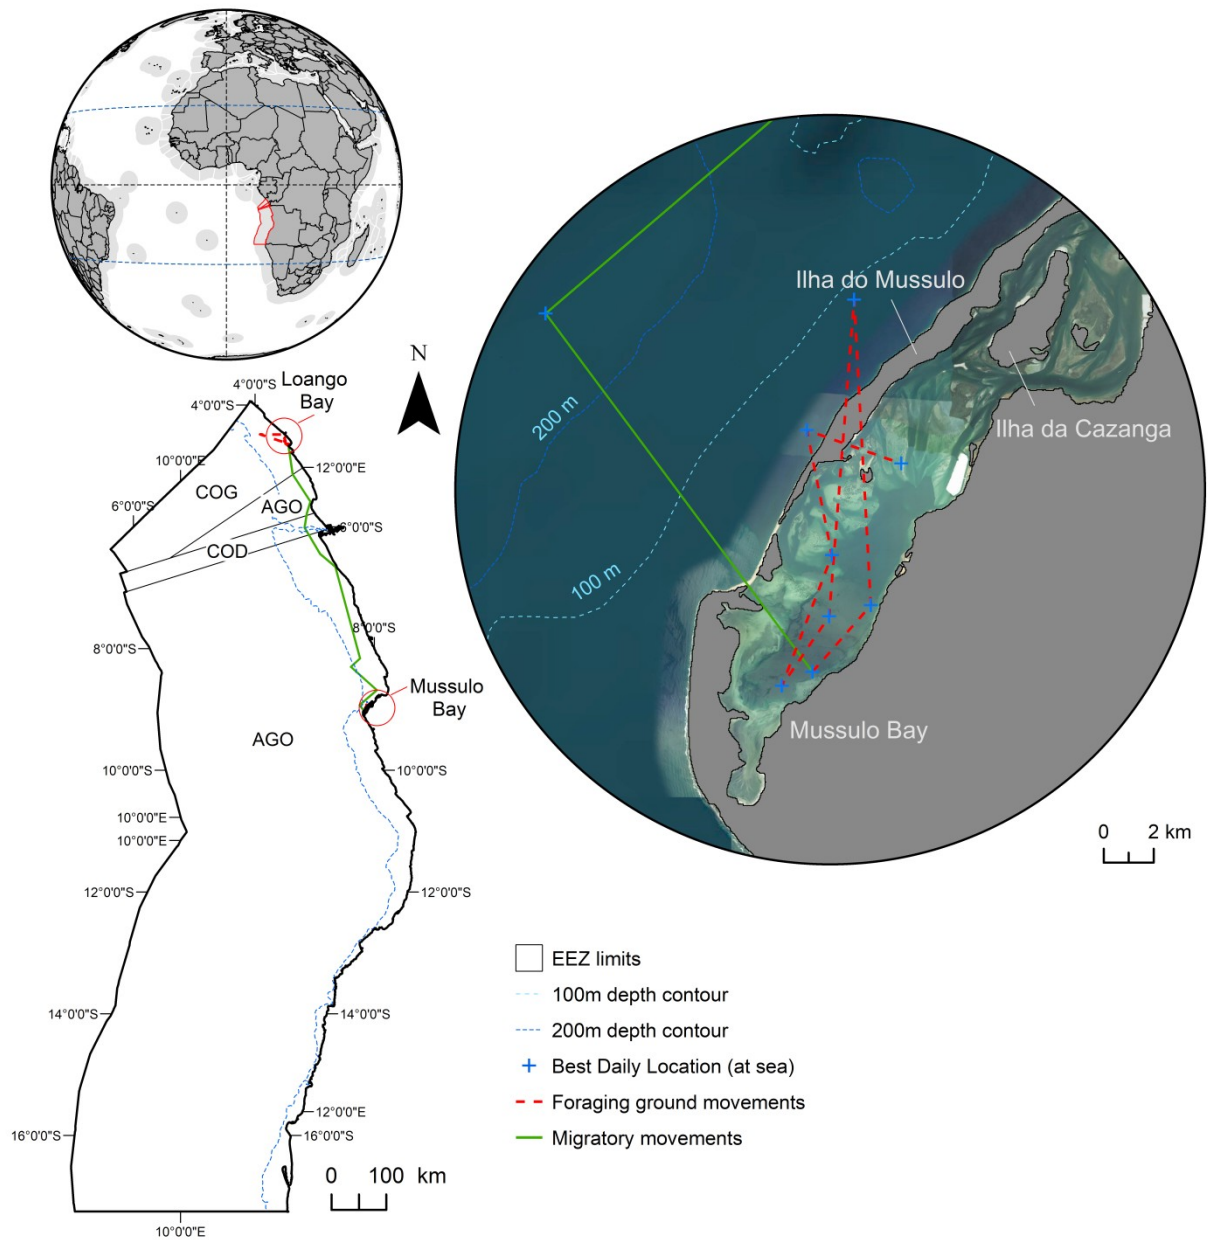 N
Loango
Bay
4°0'0"S
4°0'0"S
10°0'0"E
12°0'0"E
COG
AGO
6°0'0"S
6°0'0"S
COD
8°0'0"S
8°0'0"S
Mussulo
Bay
AGO
10°0'0"S
10°0'0"S
10°0'0"E
10°0'0"E
12°0'0"S
12°0'0"S
14°0'0"S
14°0'0"S
12°0'0"E
16°0'0"S
16°0'0"S
0 100 km
10°0'0"E
Ilha do Mussulo
200 m
Ilha da Cazanga
100 m
Mussulo Bay
0 2 km
EEZ limits
100m depth contour
200m depth contour
Best Daily Location (at sea)
Foraging ground movements
Migratory movements